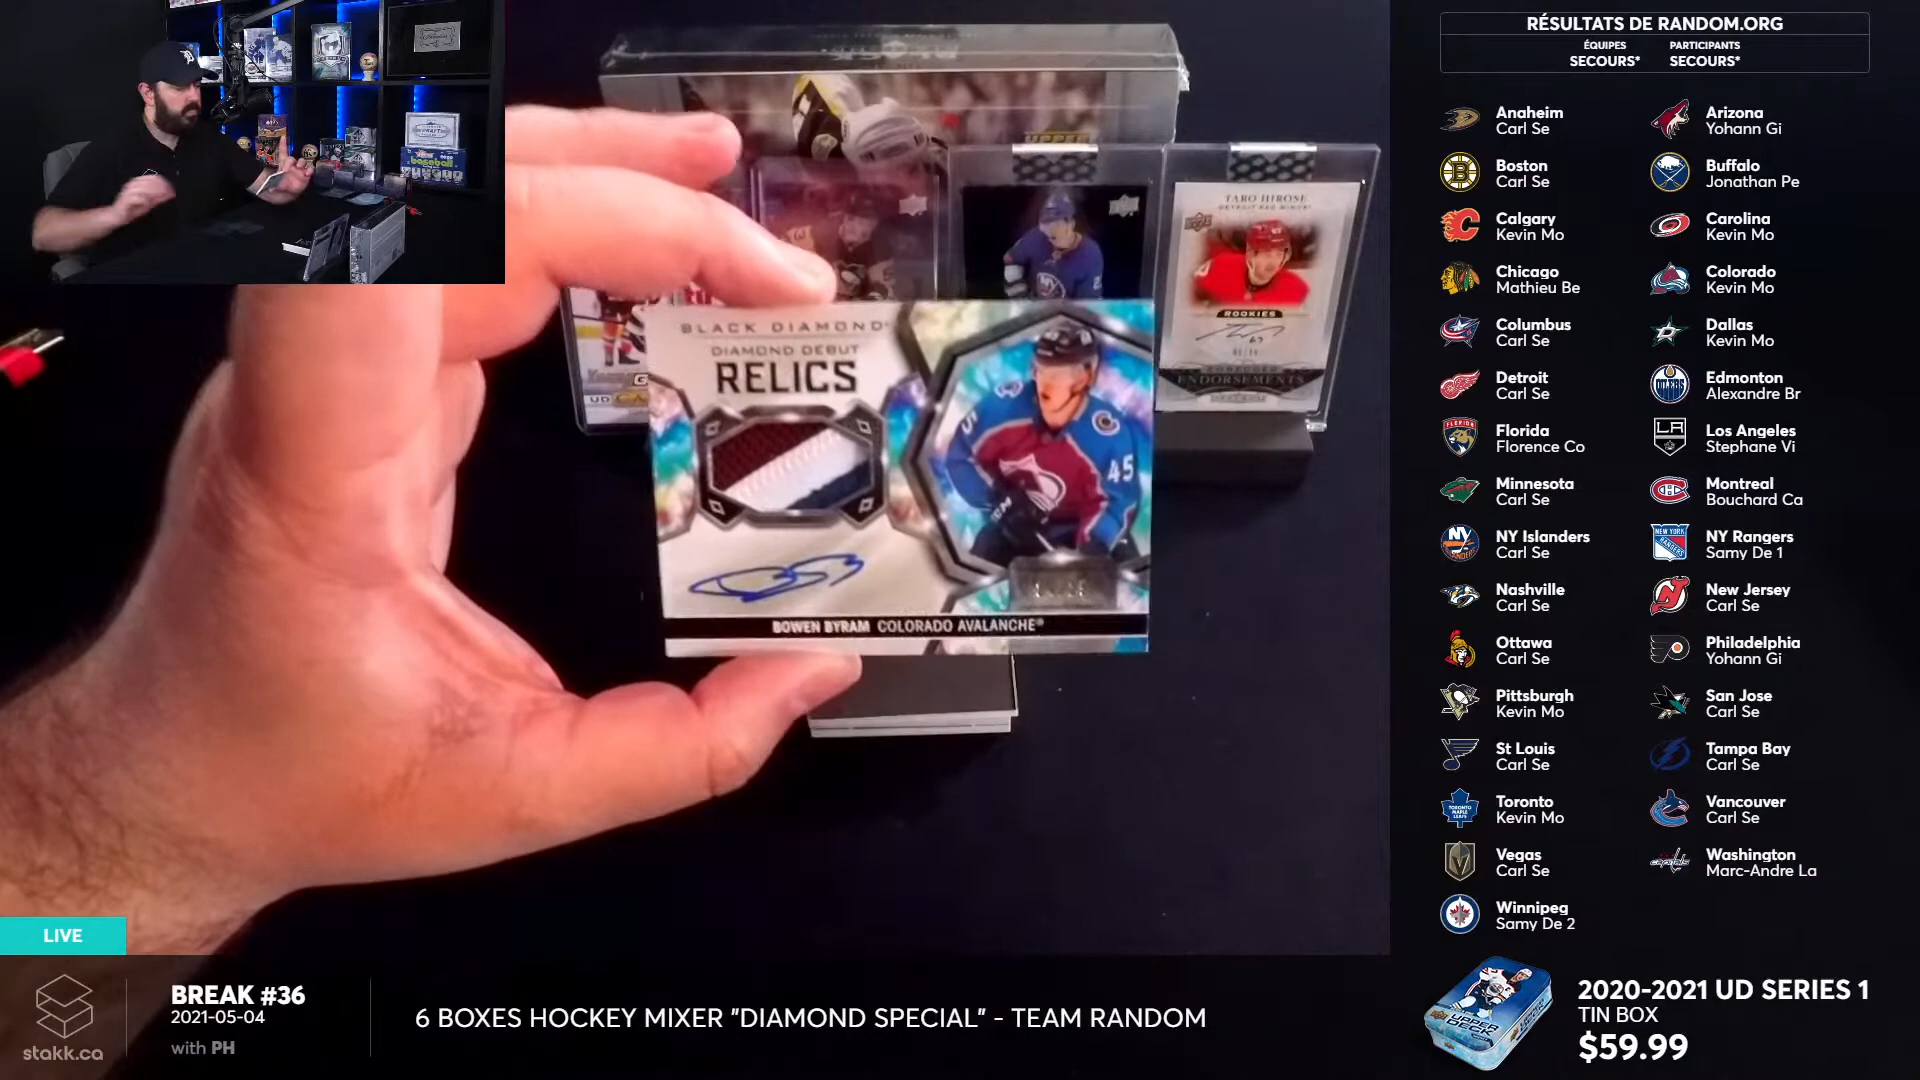 RÉSULTATS DE RANDOM.ORG
ÉQUIPES
SECOURS*
PARTICIPANTS
SECOURS*
Anaheim
Carl Se
Arizona
Yohann Gi
Boston
Carl Se
Buffalo
Jonathan Pe
Calgary
Kevin Mo
Carolina
Kevin Mo
Chicago
Mathieu Be
Colorado
Kevin Mo
Columbus
Carl Se
Dallas
Kevin Mo
Detroit
Carl Se
Edmonton
Alexandre Br
Florida
Florence Co
Los Angeles
Stephane Vi
Minnesota
Carl Se
Montreal
Bouchard Ca
NY Islanders
Carl Se
NY Rangers
Samy De 1
Nashville
Carl Se
New Jersey
Carl Se
Ottawa
Carl Se
Philadelphia
Yohann Gi
Pittsburgh
Kevin Mo
San Jose
Carl Se
St Louis
Carl Se
Tampa Bay
Carl Se
Toronto
Kevin Mo
Vancouver
Carl Se
Vegas
Carl Se
Washington
Marc-Andre La
Winnipeg
Samy De 2
TARO HIROSE
ROOKIES
ENDORSEMENTS
BLACK DIAMOND
DIAMOND DEBUT
RELICS
45
BOWEN BYRAM COLORADO AVALANCHE
LIVE
stakk.ca
BREAK #36
2021-05-04
with PH
6 BOXES HOCKEY MIXER "DIAMOND SPECIAL" - TEAM RANDOM
UPPER DECK
2020-2021 UD SERIES 1
TIN BOX
$59.99